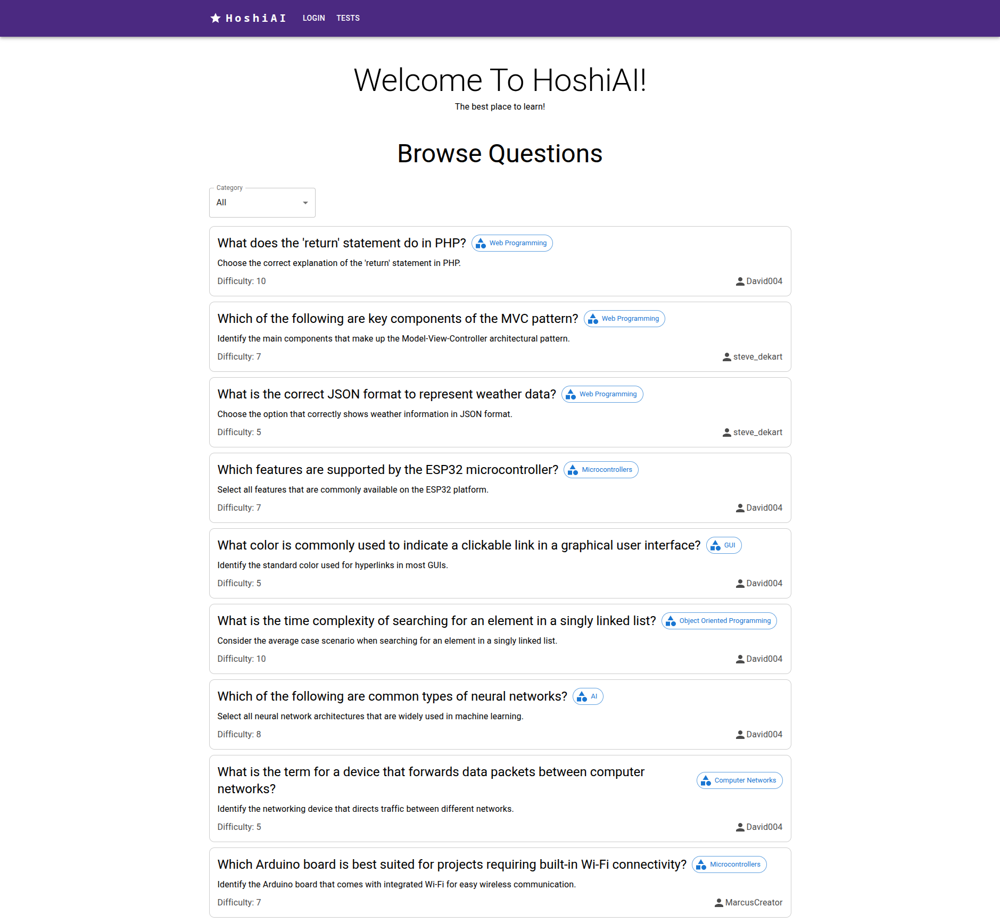 HoshiAI LOGIN TESTS
Welcome To HoshiAI!
The best place to learn!
Browse Questions
Category
All
What does the 'return' statement do in PHP? Web Programming
Choose the correct explanation of the 'return' statement in PHP.
Difficulty: 10 David004
Which of the following are key components of the MVC pattern? Web Programming
Identify the main components that make up the Model-View-Controller architectural pattern.
Difficulty: 7 steve_dekart
What is the correct JSON format to represent weather data? Web Programming
Choose the option that correctly shows weather information in JSON format.
Difficulty: 5 steve_dekart
Which features are supported by the ESP32 microcontroller? Microcontrollers
Select all features that are commonly available on the ESP32 platform.
Difficulty: 7 David004
What color is commonly used to indicate a clickable link in a graphical user interface? GUI
Identify the standard color used for hyperlinks in most GUIs.
Difficulty: 5 David004
What is the time complexity of searching for an element in a singly linked list? Object Oriented Programming
Consider the average case scenario when searching for an element in a singly linked list.
Difficulty: 10 David004
Which of the following are common types of neural networks? AI
Select all neural network architectures that are widely used in machine learning.
Difficulty: 8 David004
What is the term for a device that forwards data packets between computer
networks? Computer Networks
Identify the networking device that directs traffic between different networks.
Difficulty: 5 David004
Which Arduino board is best suited for projects requiring built-in Wi-Fi connectivity? Microcontrollers
Identify the Arduino board that comes with integrated Wi-Fi for easy wireless communication.
Difficulty: 7 MarcusCreator